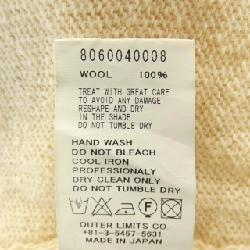 8060040008
WOOL 100%
TREAT WITH GREAT CARE
TO AVOID ANY DAMAGE
RESHAPE AND DRY
IN THE SHADE
DO NOT TUMBLE DRY
HAND WASH
DO NOT BLEACH
COOL IRON
PROFESSIONALY
DRY CLEAN ONLY
DO NOT TUMBLE DRY
OUTER LIMITS CO.
+81-3-5457-5631
MADE IN JAPAN